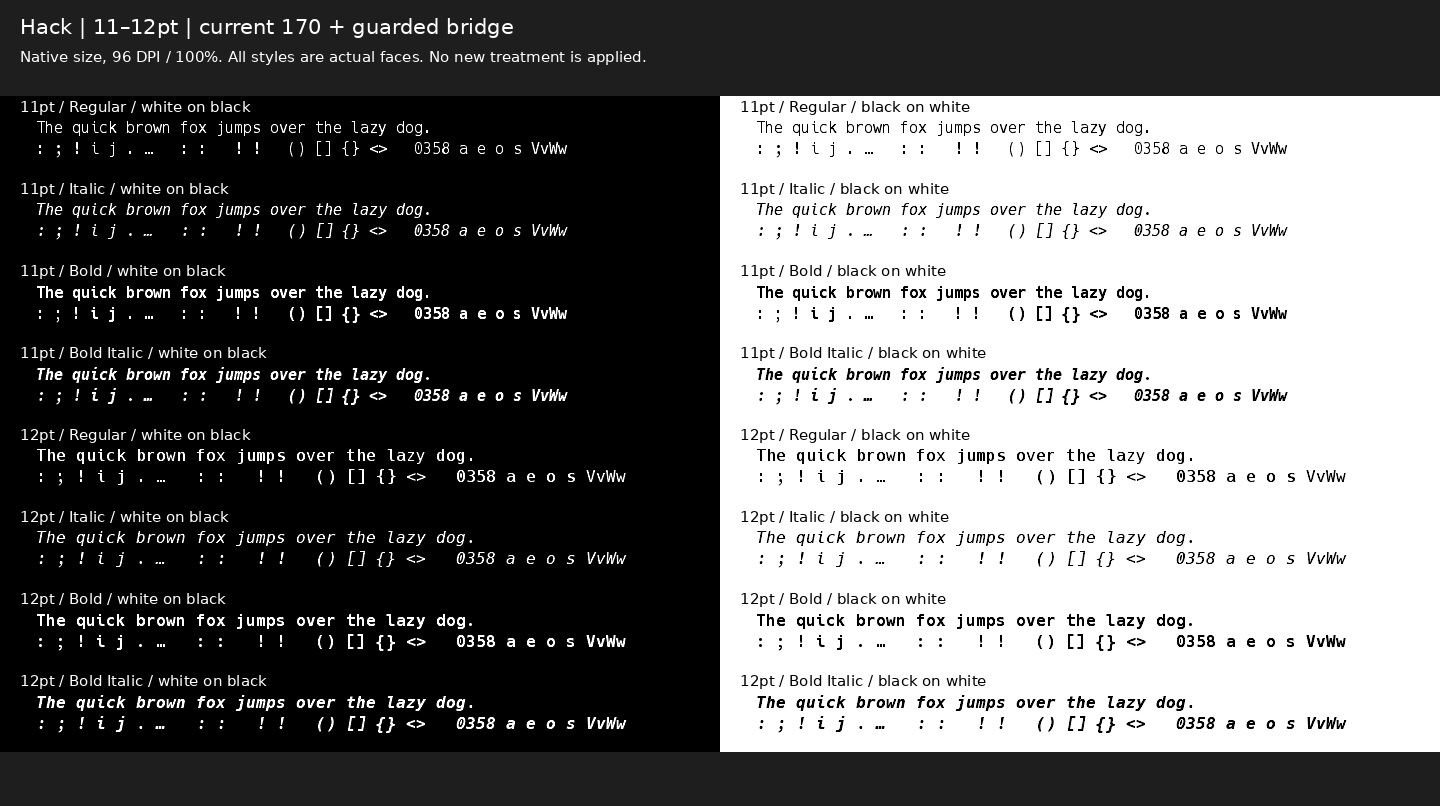 Hack | 11–12pt | current 170 + guarded bridge
Native size, 96 DPI / 100%. All styles are actual faces. No new treatment is applied.
11pt / Regular / white on black
The quick brown fox jumps over the lazy dog.
: ; ! i j . … : : ! ! () [] {} <> 0358 a e o s VvWw
11pt / Italic / white on black
The quick brown fox jumps over the lazy dog.
: ; ! i j . … : : ! ! () [] {} <> 0358 a e o s VvWw
11pt / Bold / white on black
The quick brown fox jumps over the lazy dog.
: ; ! i j . … : : ! ! () [] {} <> 0358 a e o s VvWw
11pt / Bold Italic / white on black
The quick brown fox jumps over the lazy dog.
: ; ! i j . … : : ! ! () [] {} <> 0358 a e o s VvWw
12pt / Regular / white on black
The quick brown fox jumps over the lazy dog.
: ; ! i j . … : : ! ! () [] {} <> 0358 a e o s VvWw
12pt / Italic / white on black
The quick brown fox jumps over the lazy dog.
: ; ! i j . … : : ! ! () [] {} <> 0358 a e o s VvWw
12pt / Bold / white on black
The quick brown fox jumps over the lazy dog.
: ; ! i j . … : : ! ! () [] {} <> 0358 a e o s VvWw
12pt / Bold Italic / white on black
The quick brown fox jumps over the lazy dog.
: ; ! i j . … : : ! ! () [] {} <> 0358 a e o s VvWw
11pt / Regular / black on white
The quick brown fox jumps over the lazy dog.
: ; ! i j . … : : ! ! () [] {} <> 0358 a e o s VvWw
11pt / Italic / black on white
The quick brown fox jumps over the lazy dog.
: ; ! i j . … : : ! ! () [] {} <> 0358 a e o s VvWw
11pt / Bold / black on white
The quick brown fox jumps over the lazy dog.
: ; ! i j . … : : ! ! () [] {} <> 0358 a e o s VvWw
11pt / Bold Italic / black on white
The quick brown fox jumps over the lazy dog.
: ; ! i j . … : : ! ! () [] {} <> 0358 a e o s VvWw
12pt / Regular / black on white
The quick brown fox jumps over the lazy dog.
: ; ! i j . … : : ! ! () [] {} <> 0358 a e o s VvWw
12pt / Italic / black on white
The quick brown fox jumps over the lazy dog.
: ; ! i j . … : : ! ! () [] {} <> 0358 a e o s VvWw
12pt / Bold / black on white
The quick brown fox jumps over the lazy dog.
: ; ! i j . … : : ! ! () [] {} <> 0358 a e o s VvWw
12pt / Bold Italic / black on white
The quick brown fox jumps over the lazy dog.
: ; ! i j . … : : ! ! () [] {} <> 0358 a e o s VvWw